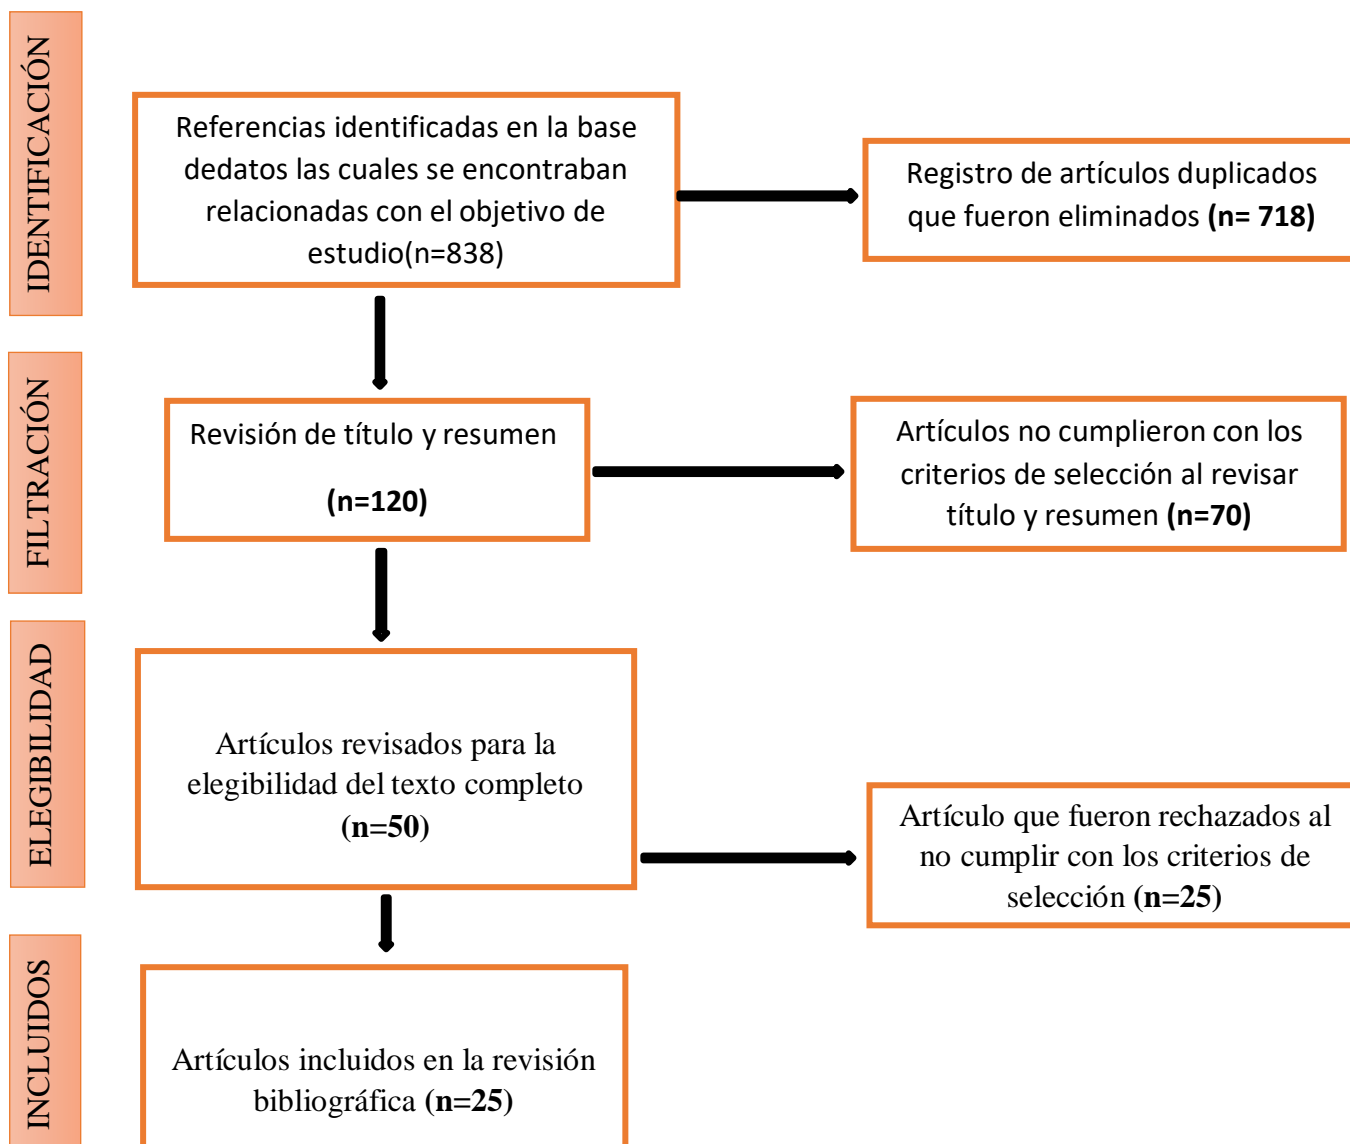 IDENTIFICACIÓN
Referencias identificadas en la base
dedatos las cuales se encontraban
relacionadas con el objetivo de
estudio(n=838)
Registro de artículos duplicados
que fueron eliminados (n= 718)
FILTRACIÓN
Revisión de título y resumen
(n=120)
Artículos no cumplieron con los
criterios de selección al revisar
título y resumen (n=70)
ELEGIBILIDAD
Artículos revisados para la
elegibilidad del texto completo
(n=50)
Artículo que fueron rechazados al
no cumplir con los criterios de
selección (n=25)
INCLUIDOS
Artículos incluidos en la revisión
bibliográfica (n=25)